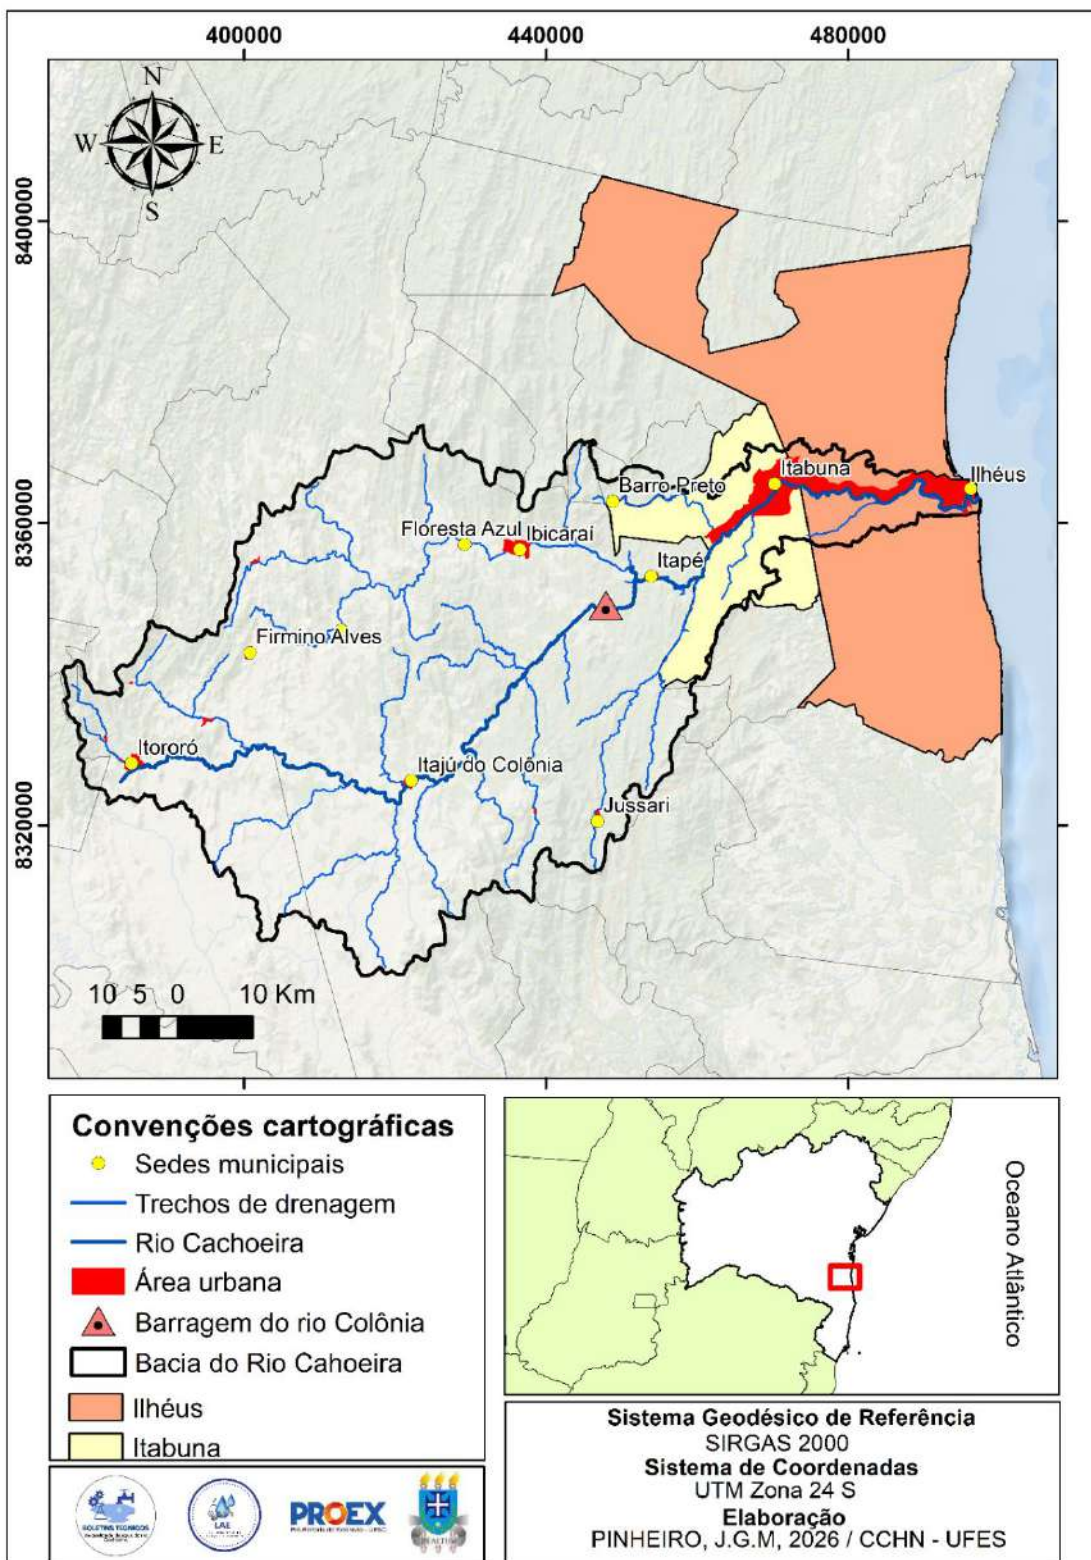 400000
440000
480000
N
W
E
S
8400000
8360000
8320000
Barro Preto
Itabuna
Ilhéus
Floresta Azul
Ibicaraí
Itapé
Firmino Alves
Itororó
Itajú do Colônia
Jussari
10 5 0 10 Km
Convenções cartográficas
Sedes municipais
Trechos de drenagem
Rio Cachoeira
Área urbana
Barragem do rio Colônia
Bacia do Rio Cahoeira
Ilhéus
Itabuna
Oceano Atlântico
Sistema Geodésico de Referência
SIRGAS 2000
Sistema de Coordenadas
UTM Zona 24 S
Elaboração
PINHEIRO, J.G.M, 2026 / CCHN - UFES
BOLETINS TÉCNICOS
LAE
PROEX